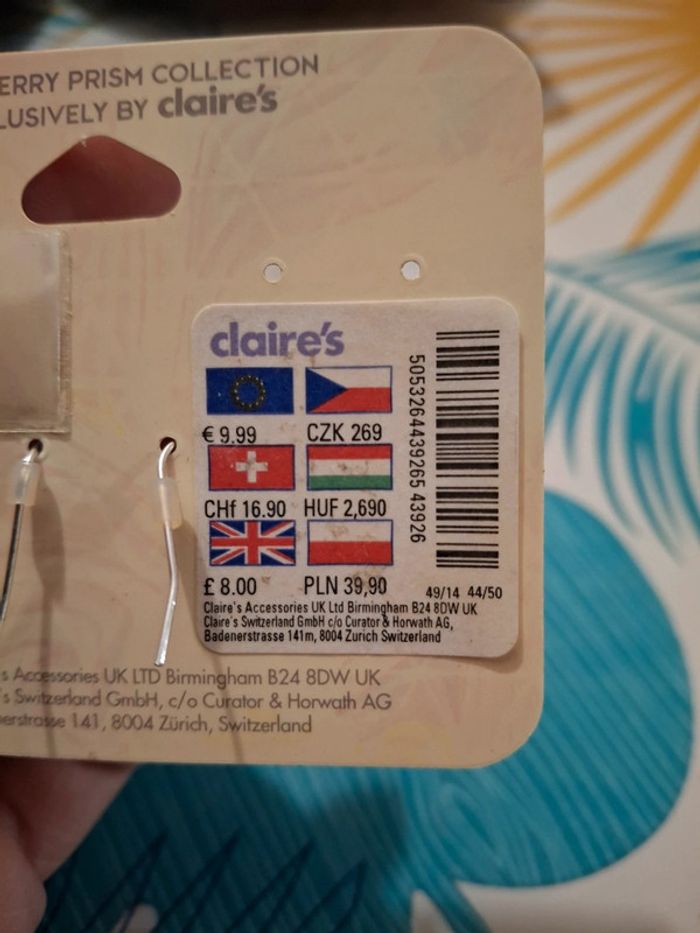 ERRY PRISM COLLECTION
LUSIVELY BY claire's
claire's
€ 9.99 CZK 269
CHf 16.90 HUF 2,690
£ 8.00 PLN 39,90
5053264439265 43926
49/14 44/50
Claire's Accessories UK Ltd Birmingham B24 8DW UK
Claire's Switzerland GmbH c/o Curator & Horwath AG,
Badenerstrasse 141m, 8004 Zurich Switzerland
s Accessories UK LTD Birmingham B24 8DW UK
's Switzerland GmbH, c/o Curator & Horwath AG
erstrasse 141, 8004 Zürich, Switzerland